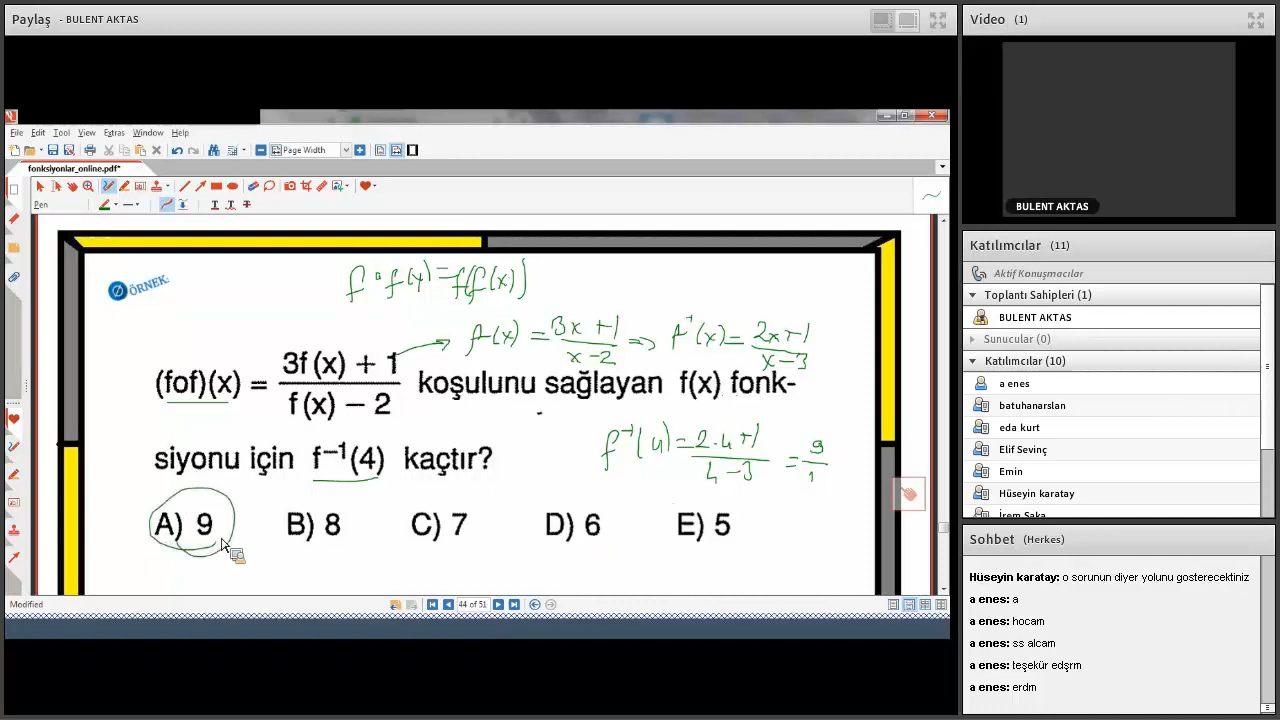 Paylaş - BULENT AKTAS
Video (1)
BULENT AKTAS
File Edit Tool View Extras Window Help
Page Width
fonksiyonlar_online.pdf*
Pen
ÖRNEK:
f∘f(x)=f(f(x))
f(x) = 3x+1/x-2 => f⁻¹(x) = 2x+1/x-3
(fof)(x) = 3f(x) + 1 / f(x) − 2 koşulunu sağlayan f(x) fonk-
siyonu için f⁻¹(4) kaçtır?
f⁻¹(4) = 2.4+1/4-3 = 9/1
A) 9 B) 8 C) 7 D) 6 E) 5
Modified
44 of 51
Katılımcılar (11)
Aktif Konuşmacılar
Toplantı Sahipleri (1)
BULENT AKTAS
Sunucular (0)
Katılımcılar (10)
a enes
batuhanarslan
eda kurt
Elif Sevinç
Emin
Hüseyin karatay
İrem Saka
Sohbet (Herkes)
Hüseyin karatay: o sorunun diyer yolunu gosterecektiniz
a enes: a
a enes: hocam
a enes: ss alcam
a enes: teşekür edşrm
a enes: erdm